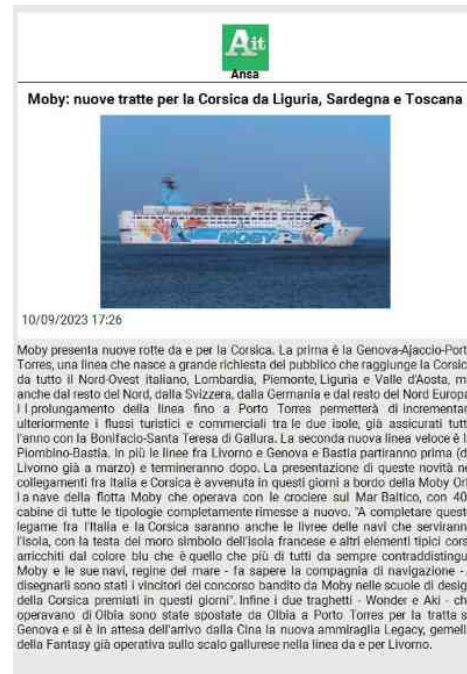 Ait
Ansa
Moby: nuove tratte per la Corsica da Liguria, Sardegna e Toscana
MOBY
10/09/2023 17:26
Moby presenta nuove rotte da e per la Corsica. La prima é la Genova-Ajaccio-Port
Torres, una linea che nasce a grande richiesta del pubblico che raggiunge la Corsic
da tutto il Nord-Ovest italiano, Lombardia, Piemonte, Liguria e Valle d'Aosta, m
anche dal resto del Nord, dalla Svizzera, dalla Germania e dal resto del Nord Europa
I l prolungamento della linea fino a Porto Torres permetterà di incrementar
ulteriormente i flussi turistici e commerciali tra le due isole, già assicurati tutt
l'anno con la Bonifacio-Santa Teresa di Gallura. La seconda nuova linea veloce è l
Piombino-Bastia. In più le linee fra Livorno e Genova e Bastia partiranno prima (d
Livorno già a marzo) e termineranno dopo. La presentazione di queste novità ne
collegamenti fra Italia e Corsica è avvenuta in questi giorni a bordo della Moby Orl
l a nave della flotta Moby che operava con le crociere sul Mar Baltico, con 40
cabine di tutte le tipologie completamente rimesse a nuovo. "A completare quest
legame fra l'Italia e la Corsica saranno anche le livree delle navi che servirann
l'isola, con la testa del moro simbolo dell'isola francese e altri elementi tipici cors
arricchiti dal colore blu che è quello che più di tutti da sempre contraddistingu
Moby e le sue navi, regine del mare - fa sapere la compagnia di navigazione -.
disegnarli sono stati i vincitori del concorso bandito da Moby nelle scuole di desig
della Corsica premiati in questi giorni". Infine i due traghetti - Wonder e Aki - ch
operavano di Olbia sono state spostate da Olbia a Porto Torres per la tratta s
Genova e si è in attesa dell'arrivo dalla Cina la nuova ammiraglia Legacy, gemell
della Fantasy già operativa sullo scalo gallurese nella linea da e per Livorno.